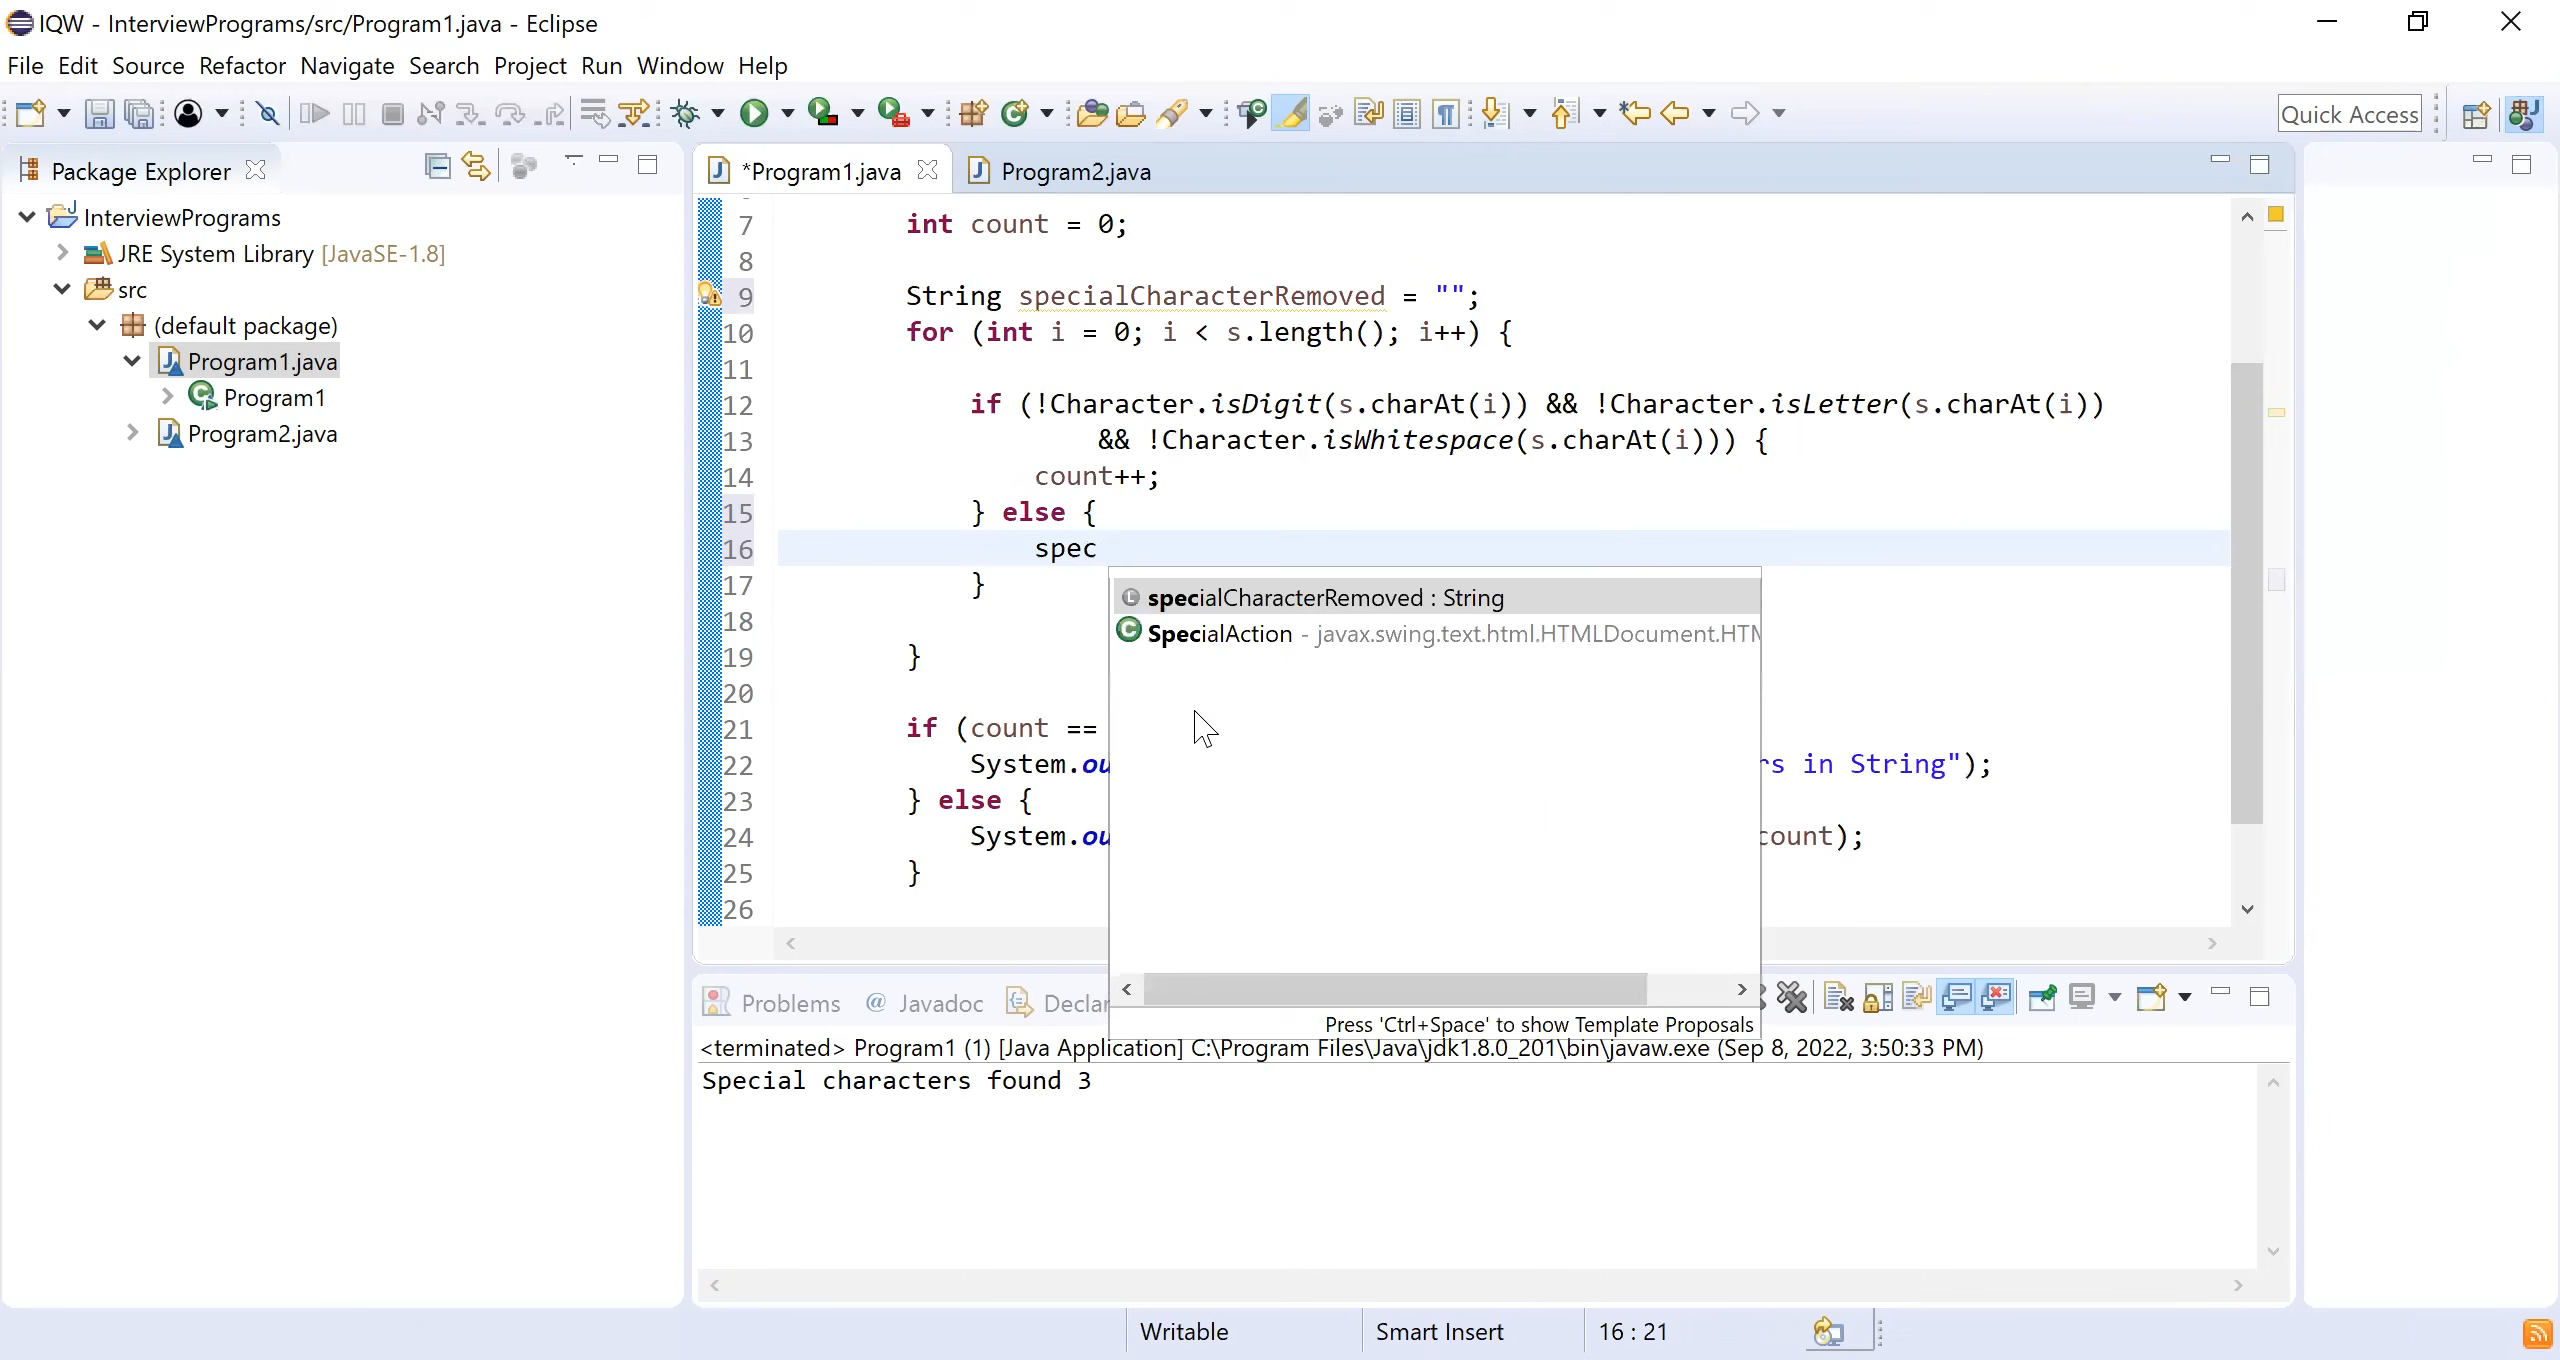 IQW - InterviewPrograms/src/Program1.java - Eclipse
File Edit Source Refactor Navigate Search Project Run Window Help
Quick Access
Package Explorer
*Program1.java
Program2.java
InterviewPrograms
JRE System Library [JavaSE-1.8]
src
(default package)
Program1.java
Program1
Program2.java
7 int count = 0;
8
9 String specialCharacterRemoved = "";
10 for (int i = 0; i < s.length(); i++) {
11
12 if (!Character.isDigit(s.charAt(i)) && !Character.isLetter(s.charAt(i))
13 && !Character.isWhitespace(s.charAt(i))) {
14 count++;
15 } else {
16 spec
17 }
18
19 }
20
21 if (count ==
22 System.ou rs in String");
23 } else {
24 System.ou count);
25 }
26
specialCharacterRemoved : String
SpecialAction - javax.swing.text.html.HTMLDocument.HTM
Press 'Ctrl+Space' to show Template Proposals
Problems @ Javadoc Declar
<terminated> Program1 (1) [Java Application] C:\Program Files\Java\jdk1.8.0_201\bin\javaw.exe (Sep 8, 2022, 3:50:33 PM)
Special characters found 3
Writable
Smart Insert
16 : 21